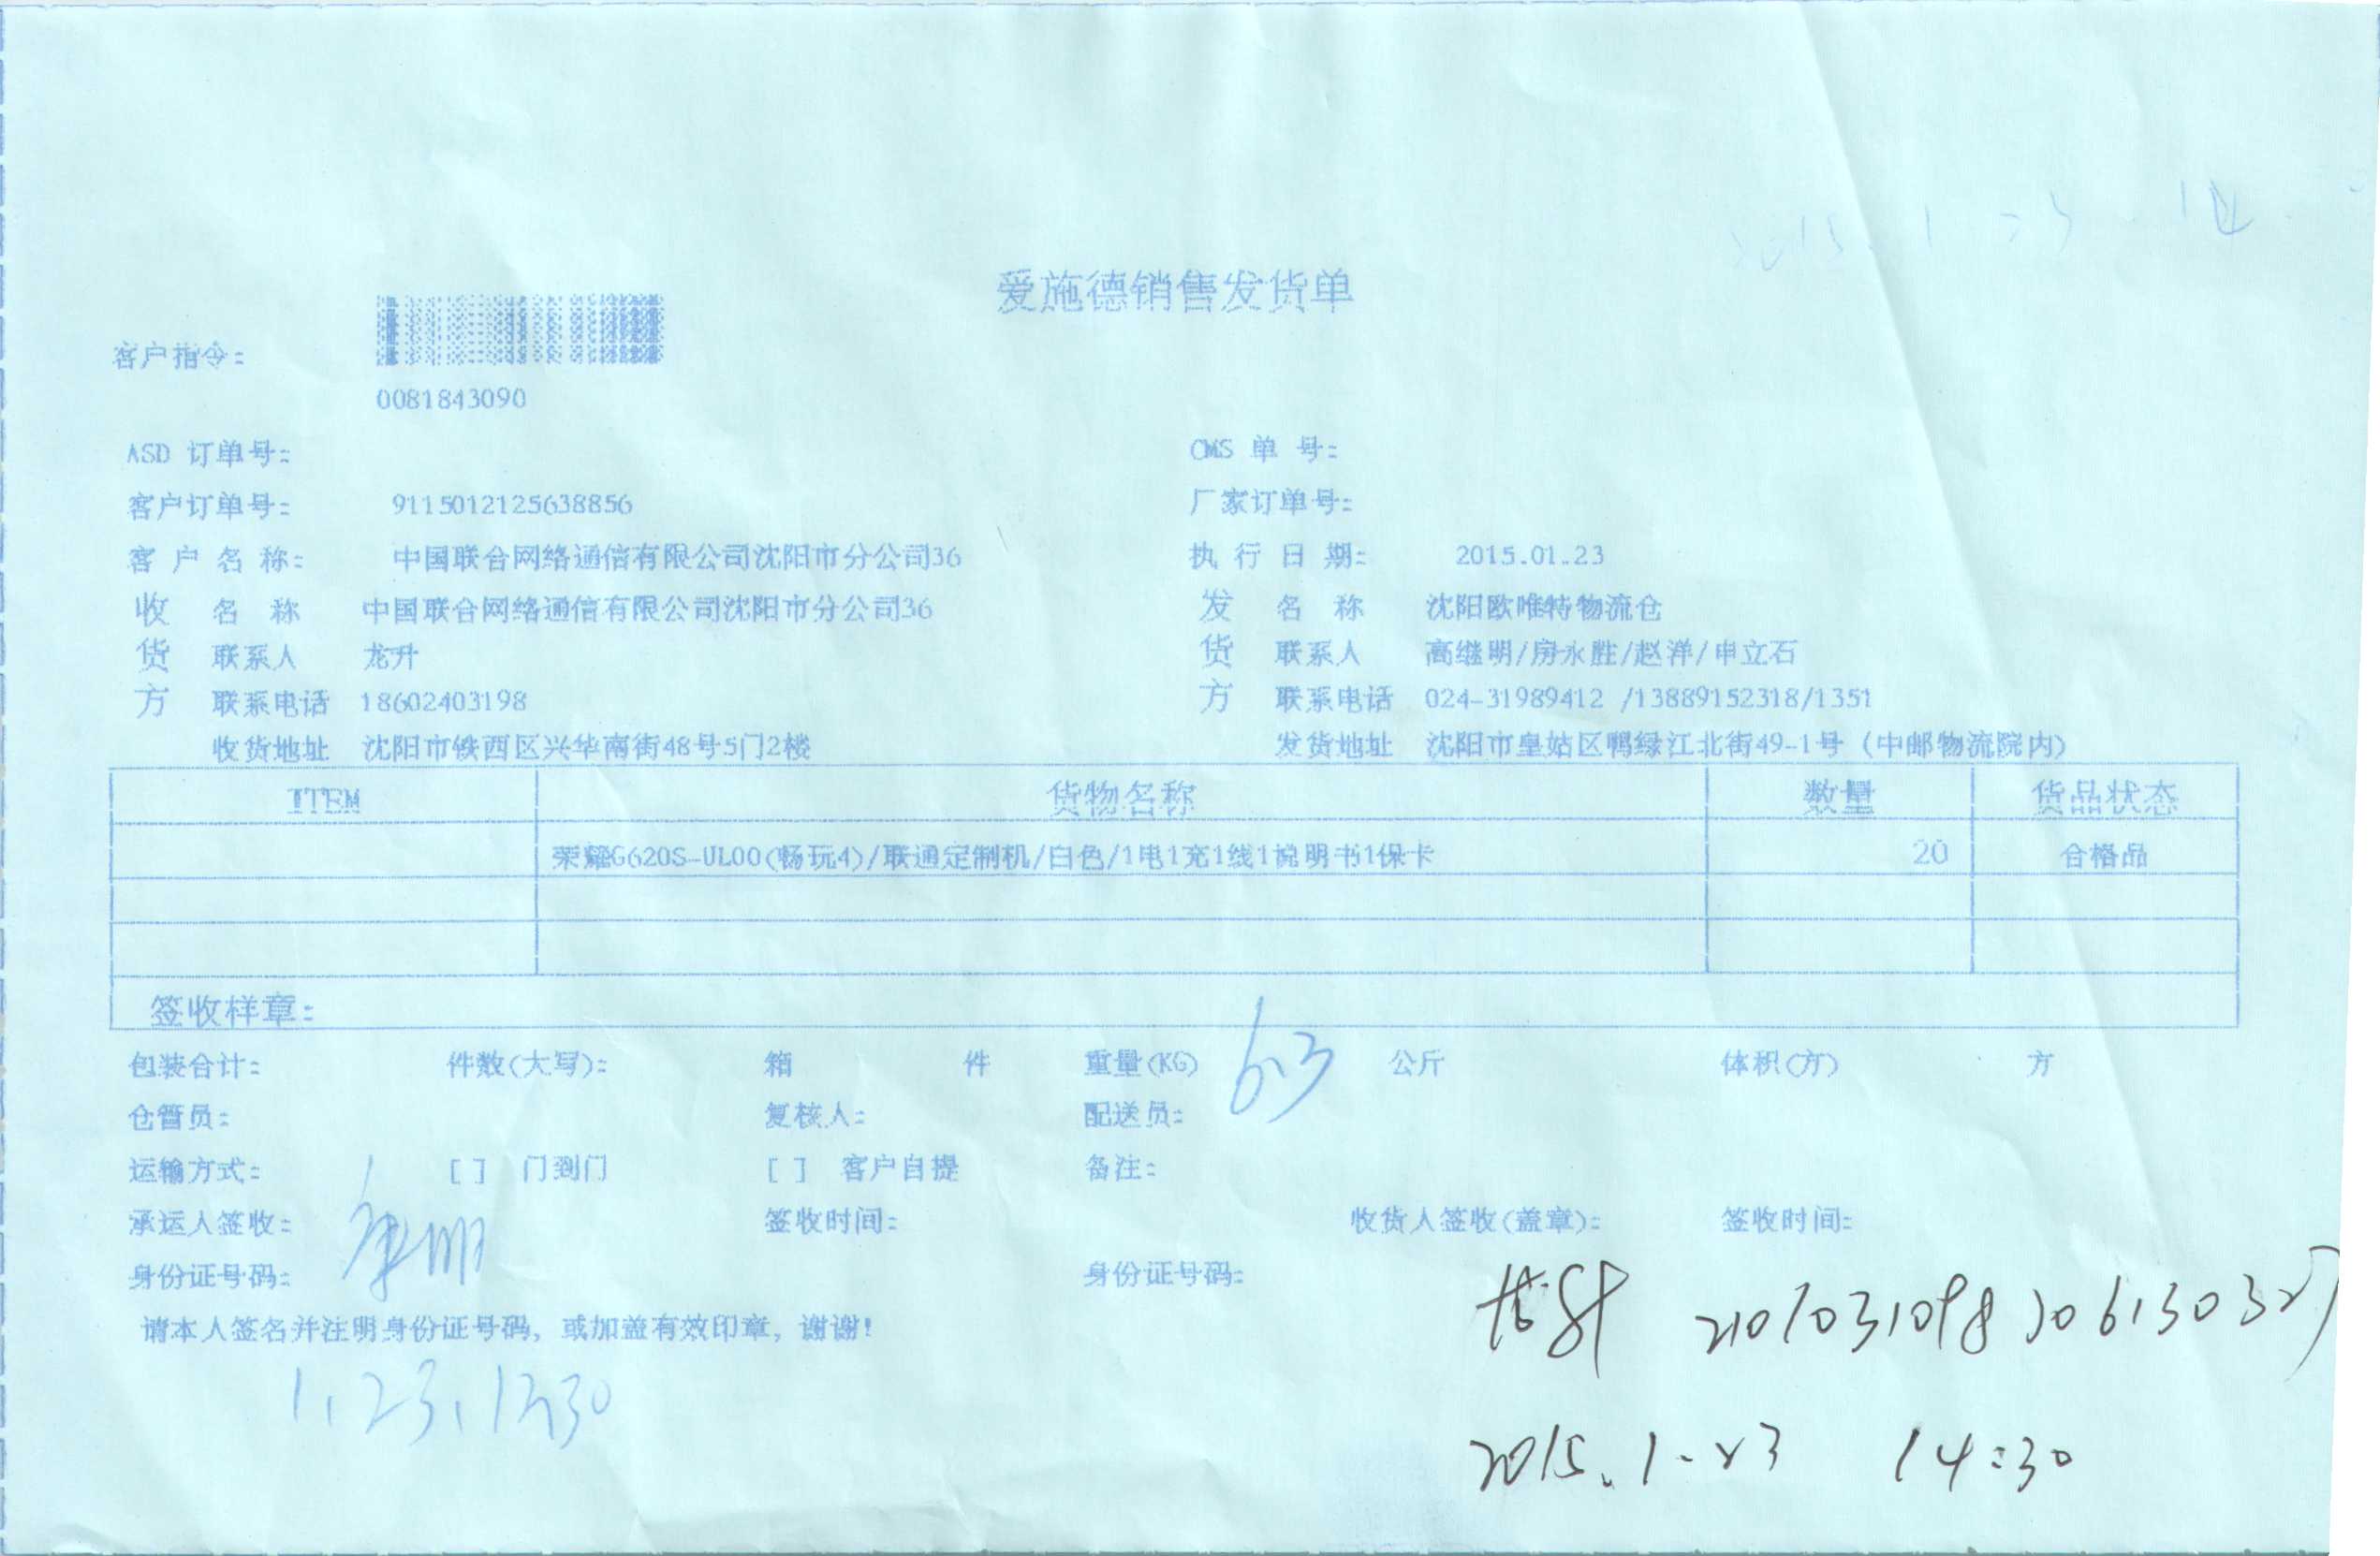 爱施德销售发货单
客户指令:
0081843090
ASD 订单号: CMS 单 号:
客户订单号: 9115012125638856 厂家订单号:
客 户 名 称: 中国联合网络通信有限公司沈阳市分公司36 执 行 日 期: 2015.01.23
收 名 称 中国联合网络通信有限公司沈阳市分公司36 发 名 称 沈阳欧唯特物流仓
货 联系人 龙升 货 联系人 高继明/房永胜/赵洋/申立石
方 联系电话 18602403198 方 联系电话 024-31989412 /13889152318/1351
收货地址 沈阳市铁西区兴华南街48号5门2楼 发货地址 沈阳市皇姑区鸭绿江北街49-1号 (中邮物流院内)
ITEM 货物名称 数量 货品状态
荣耀G620S-UL00(畅玩4)/联通定制机/白色/1电1充1线1说明书1保卡 20 合格品
签收样章:
包装合计: 件数(大写): 箱 件 重量(KG) 63 公斤 体积(方) 方
仓管员: 复核人: 配送员:
运输方式: [ ] 门到门 [ ] 客户自提 备注:
承运人签收: 签收时间: 收货人签收(盖章): 签收时间:
身份证号码: 身份证号码:
请本人签名并注明身份证号码, 或加盖有效印章, 谢谢!
2015.1.23 14:30